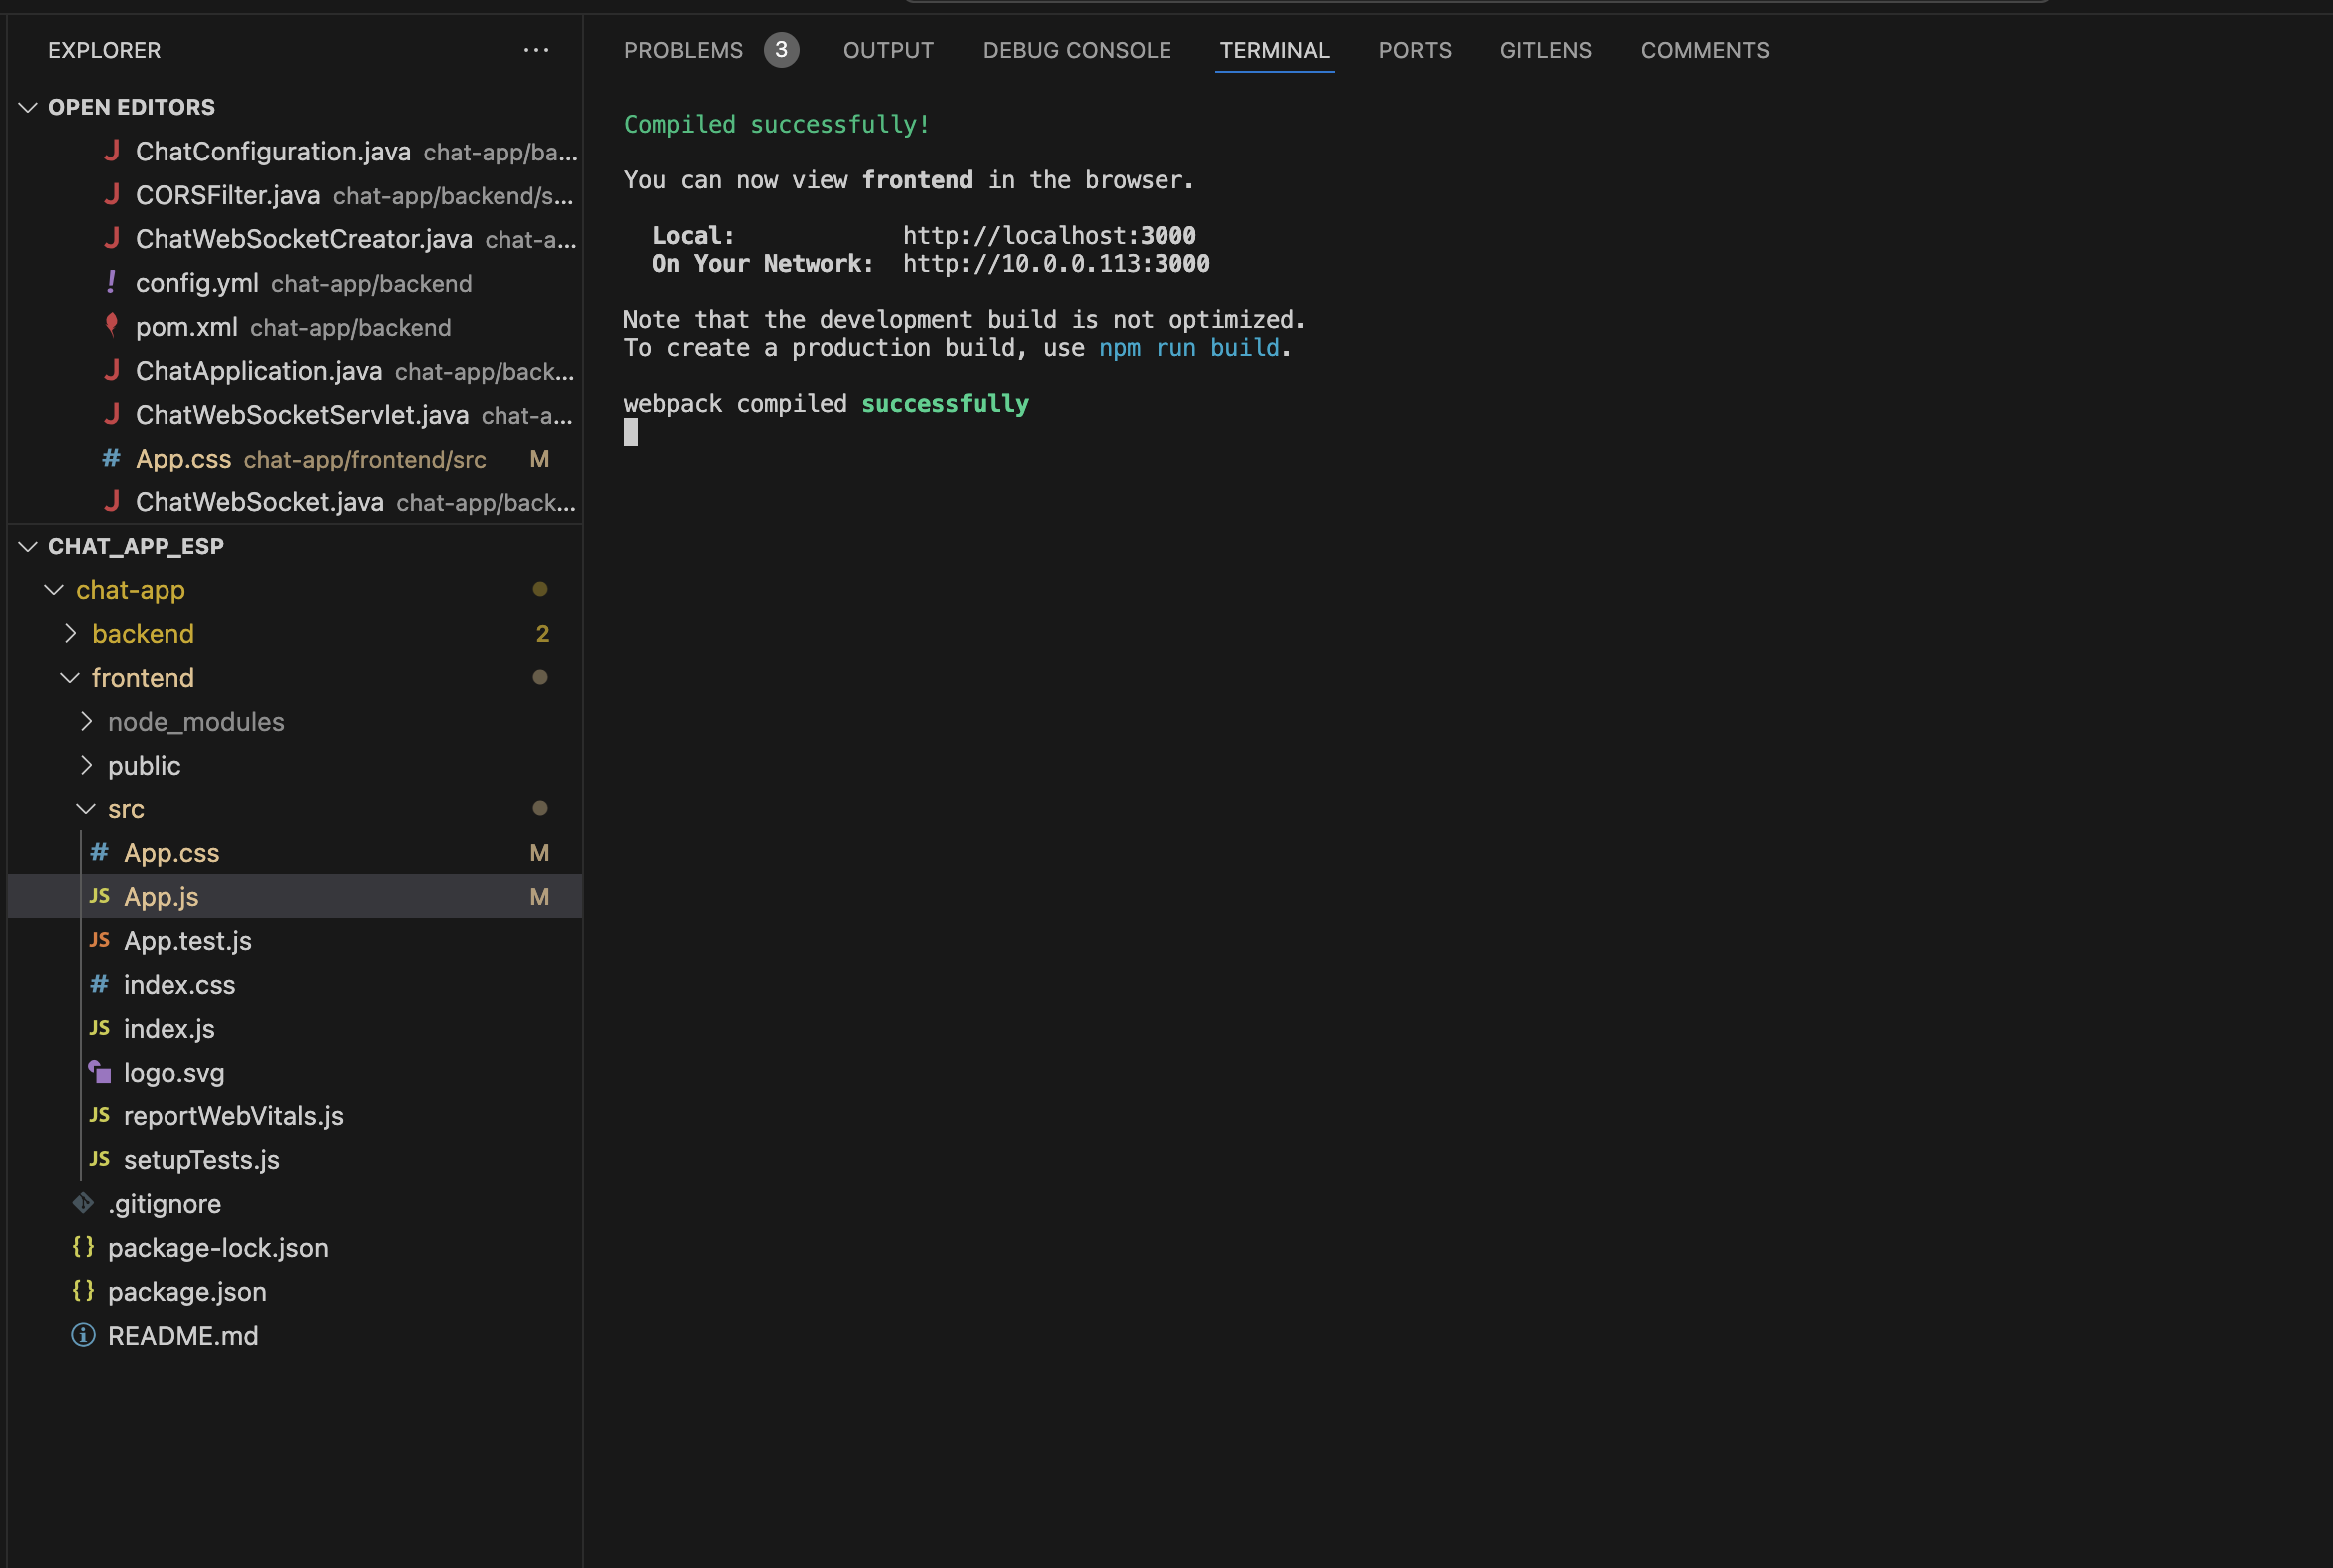 EXPLORER
OPEN EDITORS
ChatConfiguration.java chat-app/ba...
CORSFilter.java chat-app/backend/s...
ChatWebSocketCreator.java chat-a...
! config.yml chat-app/backend
pom.xml chat-app/backend
ChatApplication.java chat-app/back...
ChatWebSocketServlet.java chat-a...
# App.css chat-app/frontend/src M
ChatWebSocket.java chat-app/back...
CHAT_APP_ESP
chat-app
backend 2
frontend
node_modules
public
src
# App.css M
JS App.js M
JS App.test.js
# index.css
JS index.js
logo.svg
JS reportWebVitals.js
JS setupTests.js
.gitignore
{} package-lock.json
{} package.json
README.md
PROBLEMS 3 OUTPUT DEBUG CONSOLE TERMINAL PORTS GITLENS COMMENTS
Compiled successfully!
You can now view frontend in the browser.
Local: http://localhost:3000
On Your Network: http://10.0.0.113:3000
Note that the development build is not optimized.
To create a production build, use npm run build.
webpack compiled successfully